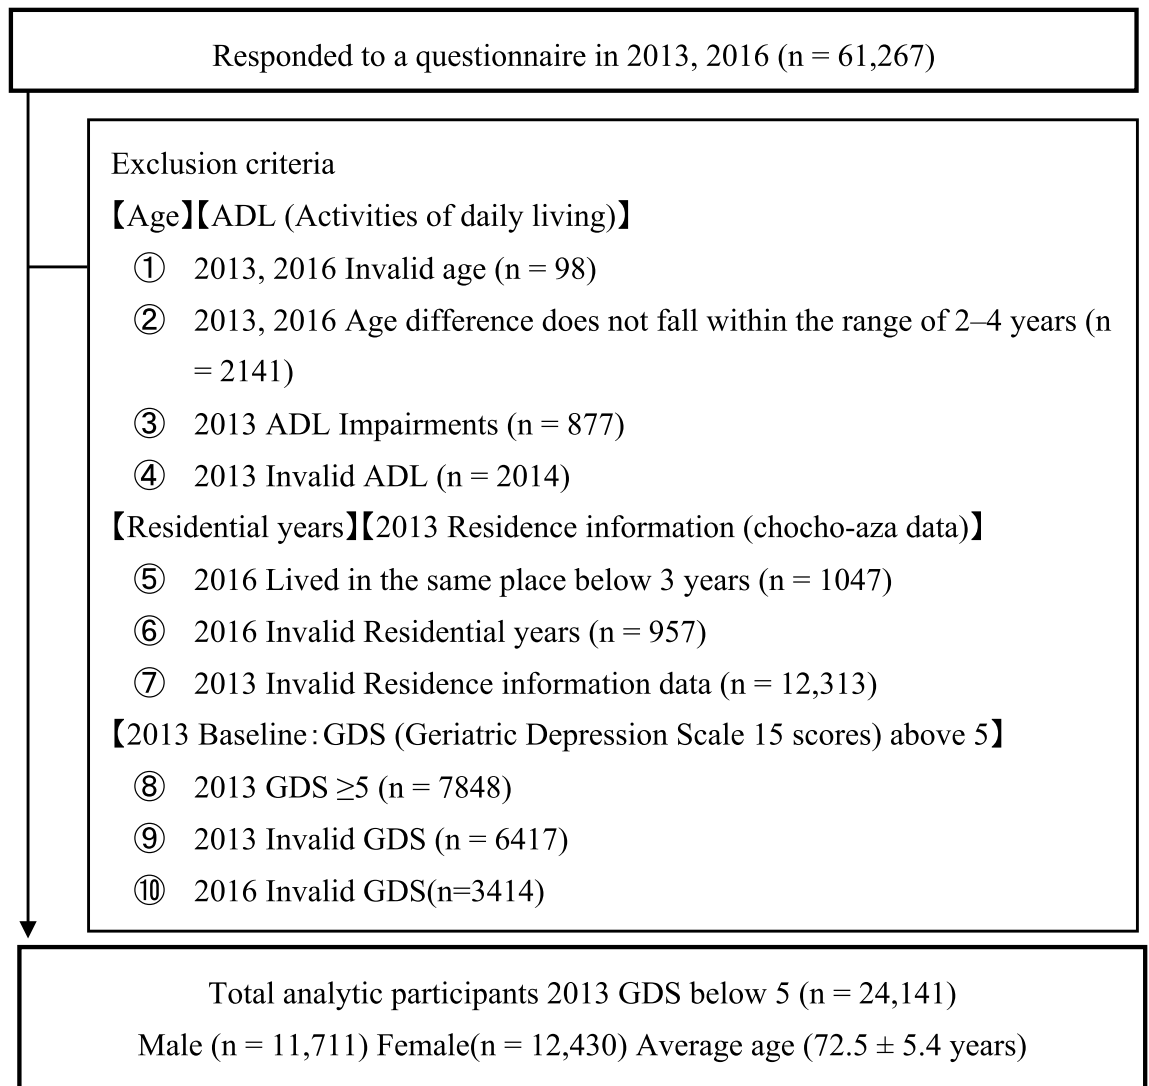 Responded to a questionnaire in 2013, 2016 (n = 61,267)
Exclusion criteria
【Age】【ADL (Activities of daily living)】
① 2013, 2016 Invalid age (n = 98)
② 2013, 2016 Age difference does not fall within the range of 2–4 years (n
= 2141)
③ 2013 ADL Impairments (n = 877)
④ 2013 Invalid ADL (n = 2014)
【Residential years】【2013 Residence information (chocho-aza data)】
⑤ 2016 Lived in the same place below 3 years (n = 1047)
⑥ 2016 Invalid Residential years (n = 957)
⑦ 2013 Invalid Residence information data (n = 12,313)
【2013 Baseline：GDS (Geriatric Depression Scale 15 scores) above 5】
⑧ 2013 GDS ≥5 (n = 7848)
⑨ 2013 Invalid GDS (n = 6417)
⑩ 2016 Invalid GDS(n=3414)
Total analytic participants 2013 GDS below 5 (n = 24,141)
Male (n = 11,711) Female(n = 12,430) Average age (72.5 ± 5.4 years)